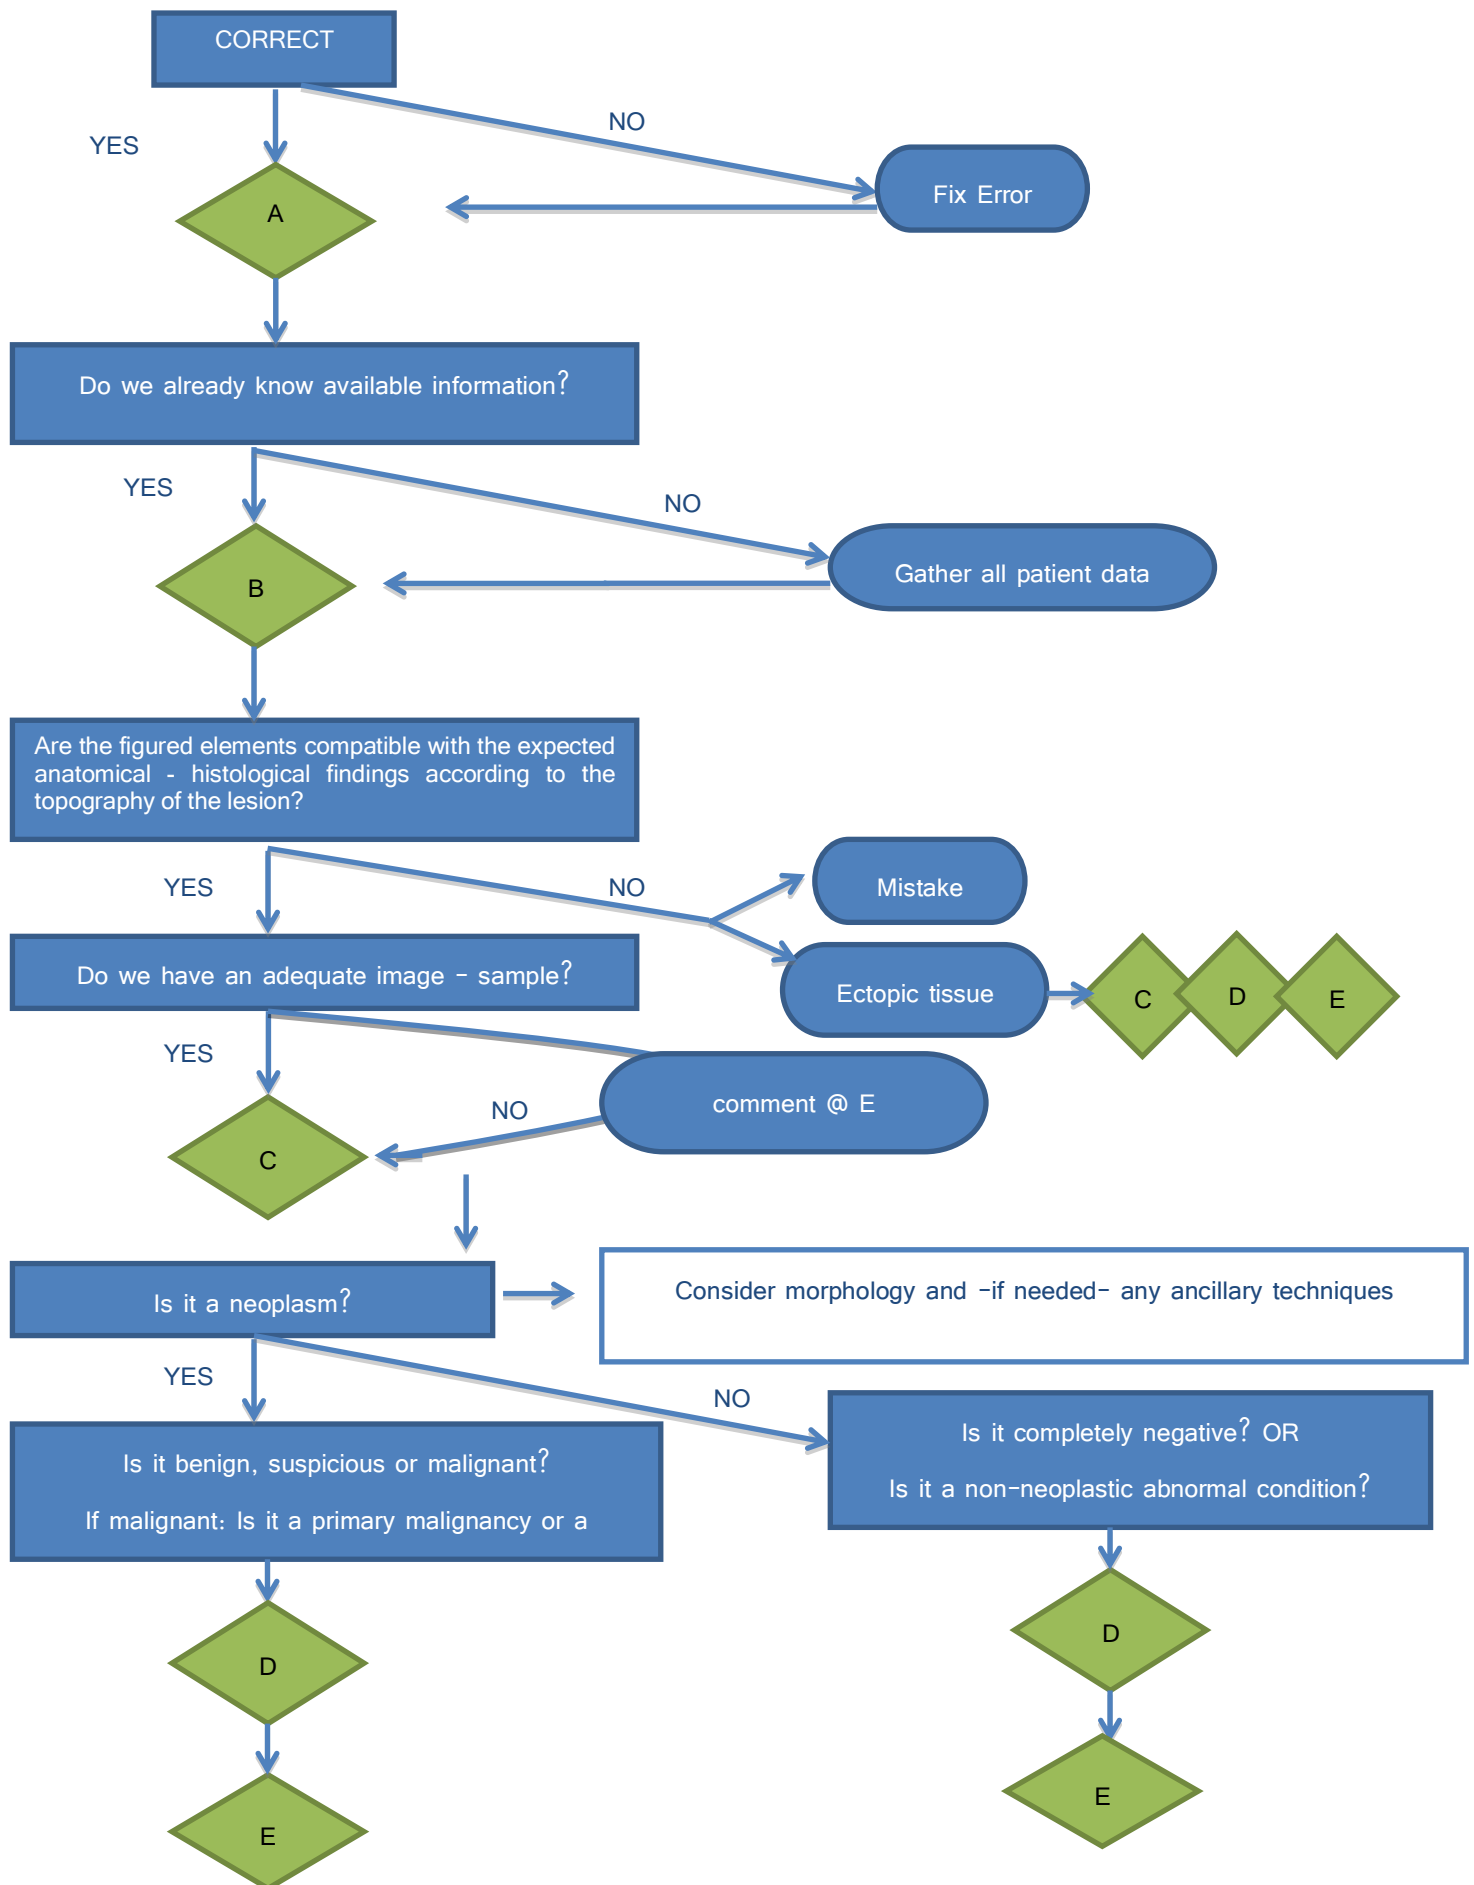 CORRECT
NO
YES
Fix Error
A
Do we already know available information?
YES
NO
Gather all patient data
B
Are the figured elements compatible with the expected
anatomical - histological findings according to the
topography of the lesion?
YES
NO
Mistake
Do we have an adequate image - sample?
Ectopic tissue
C
D
E
YES
comment @ E
NO
C
Is it a neoplasm?
Consider morphology and -if needed- any ancillary techniques
YES
NO
Is it benign, suspicious or malignant?
If malignant: Is it a primary malignancy or a
Is it completely negative? OR
Is it a non-neoplastic abnormal condition?
D
D
E
E